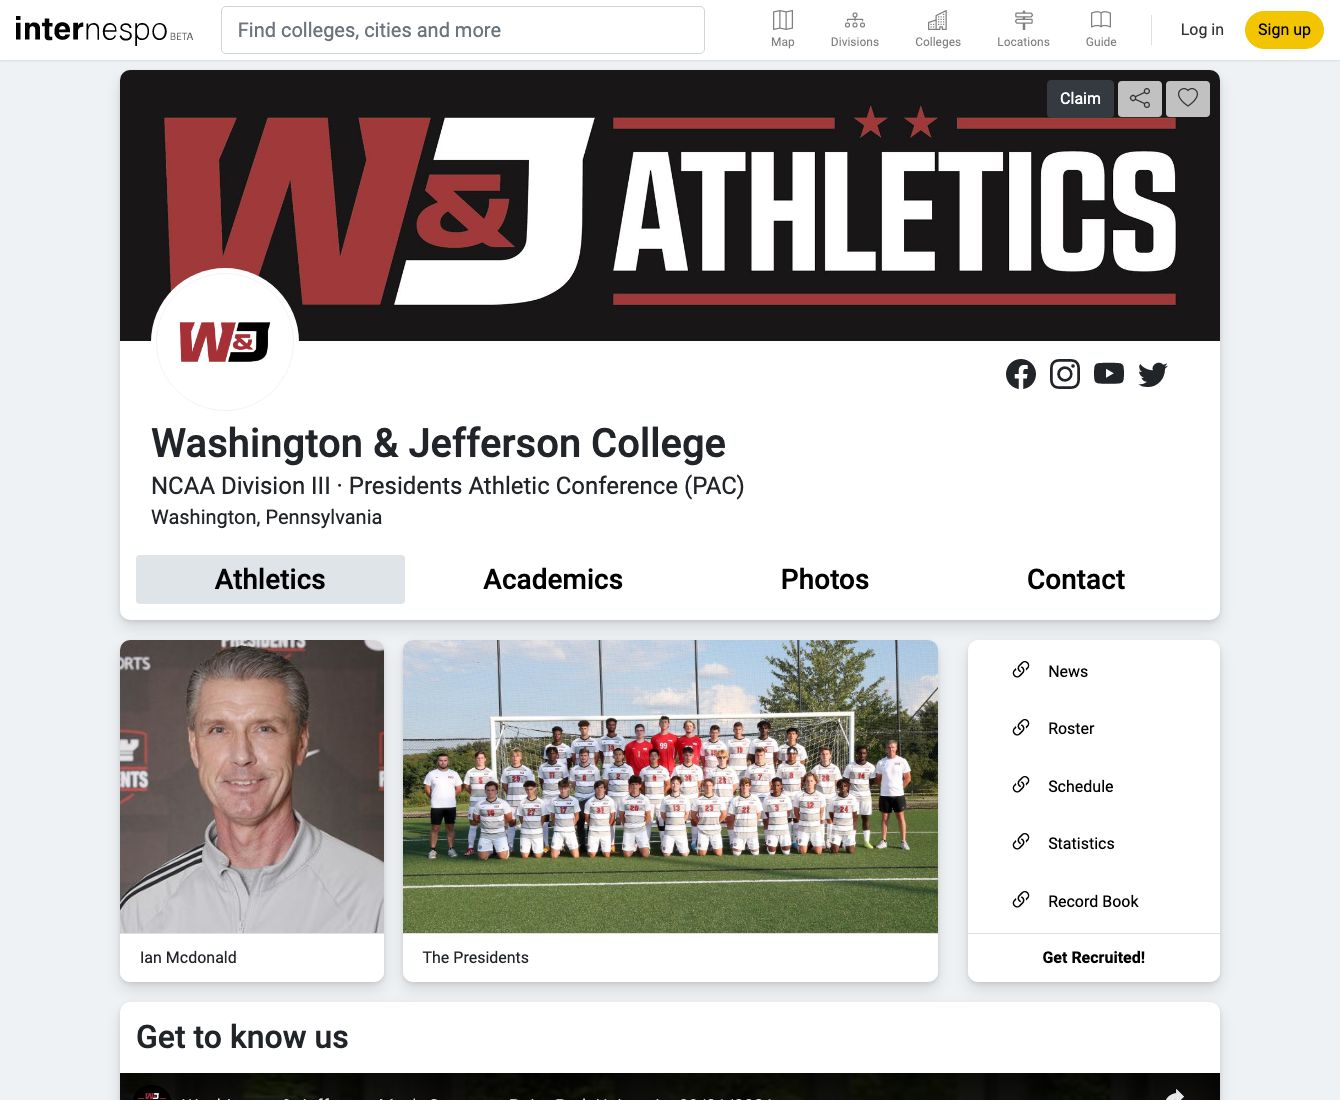 internespo BETA
Find colleges, cities and more
Map
Divisions
Colleges
Locations
Guide
Log in
Sign up
Claim
W&J ATHLETICS
W&J
Washington & Jefferson College
NCAA Division III · Presidents Athletic Conference (PAC)
Washington, Pennsylvania
Athletics
Academics
Photos
Contact
PRESIDENTS
Ian Mcdonald
The Presidents
News
Roster
Schedule
Statistics
Record Book
Get Recruited!
Get to know us